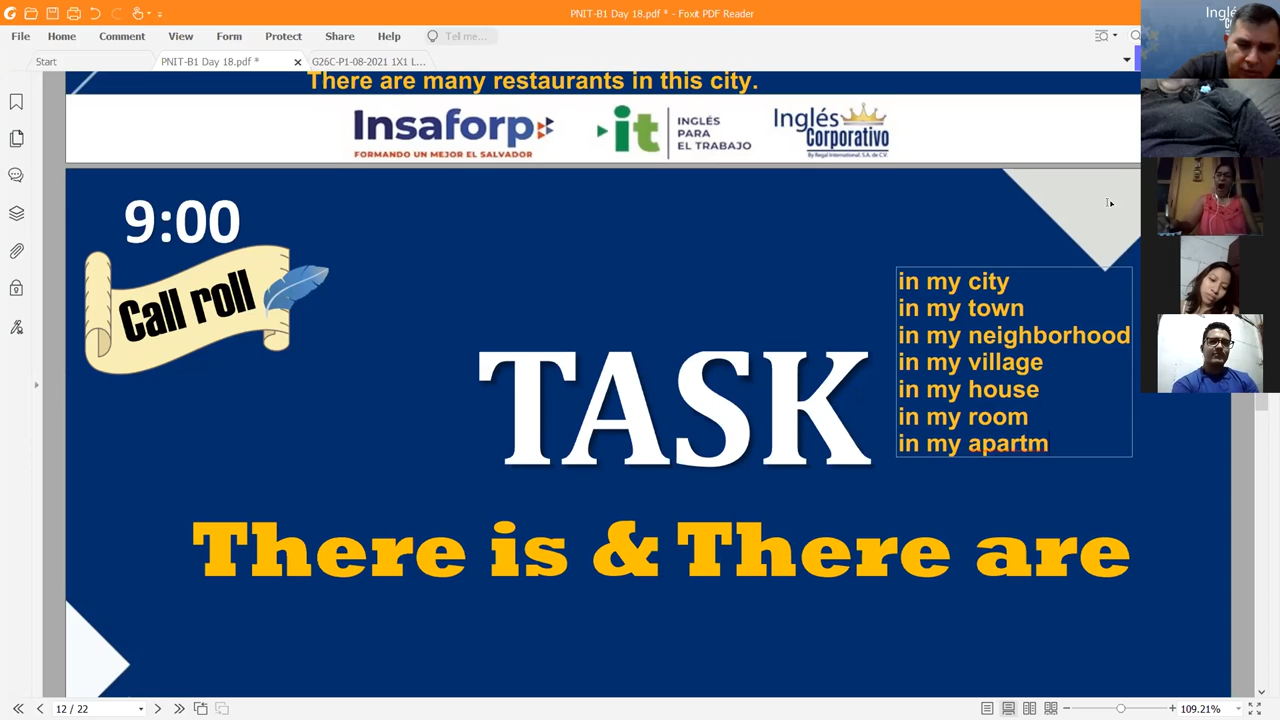 PNIT-B1 Day 18.pdf * - Foxit PDF Reader
File Home Comment View Form Protect Share Help Tell me...
Start PNIT-B1 Day 18.pdf * G26C-P1-08-2021 1X1 L...
There are many restaurants in this city.
Insaforp
FORMANDO UN MEJOR EL SALVADOR
it
INGLÉS
PARA
EL TRABAJO
Inglés
Corporativo
By Regal International, S.A. de C.V.
9:00
Call roll
in my city
in my town
in my neighborhood
in my village
in my house
in my room
in my apartm
TASK
There is & There are
12 / 22
109.21%